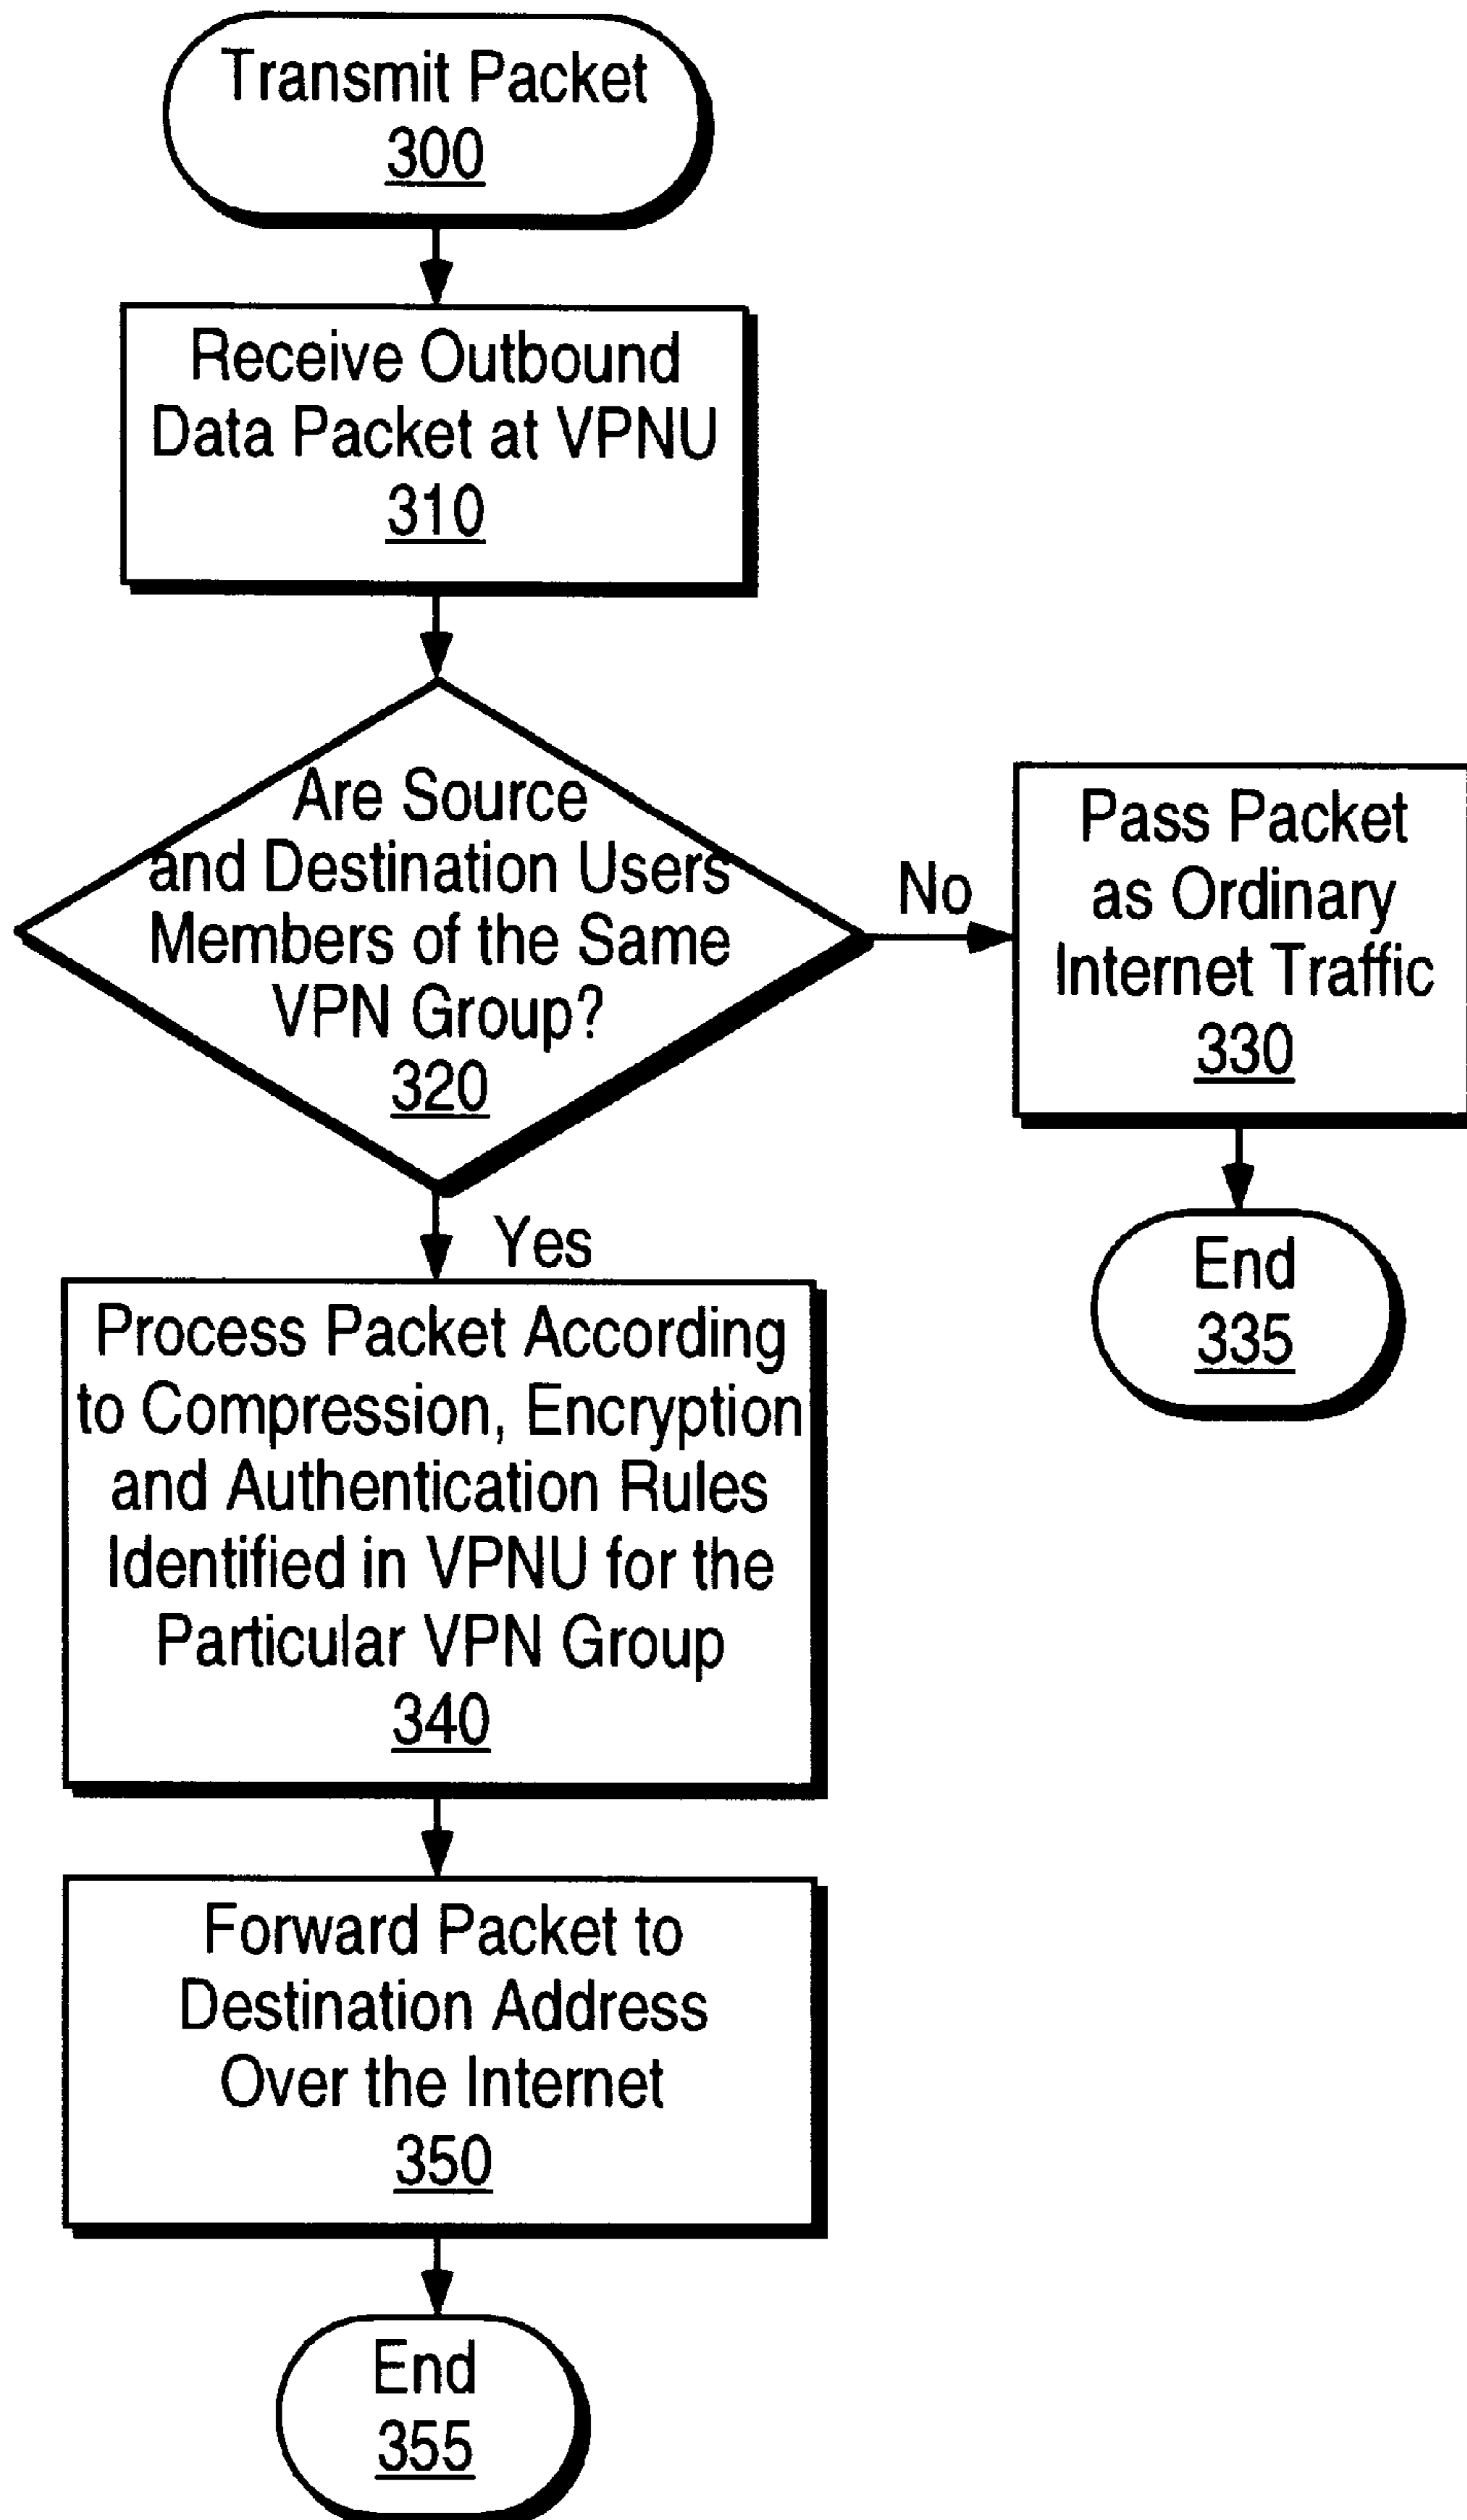 Transmit Packet
300
Receive Outbound
Data Packet at VPNU
310
Are Source
and Destination Users
Members of the Same
VPN Group?
320
No
Pass Packet
as Ordinary
Internet Traffic
330
End
335
Yes
Process Packet According
to Compression, Encryption
and Authentication Rules
Identified in VPNU for the
Particular VPN Group
340
Forward Packet to
Destination Address
Over the Internet
350
End
355